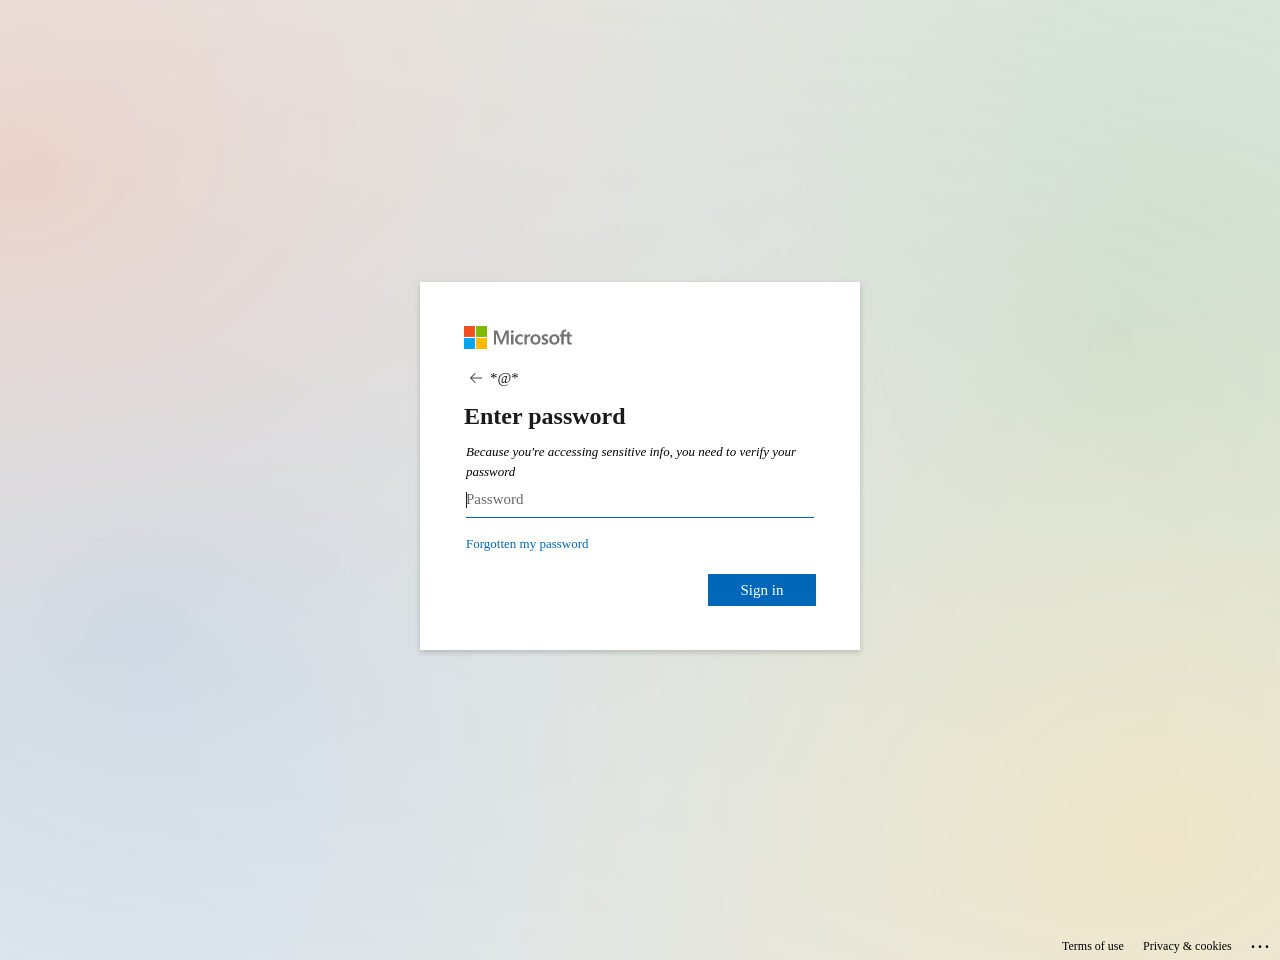 Microsoft
*@*
Enter password
Because you're accessing sensitive info, you need to verify your
password
Password
Forgotten my password
Sign in
Terms of use Privacy & cookies ...